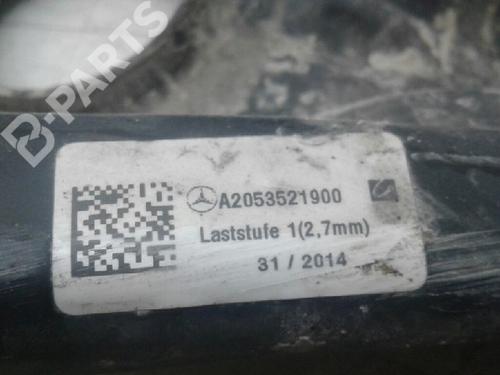 B-PARTS
A2053521900
Laststufe 1(2,7mm)
31 / 2014